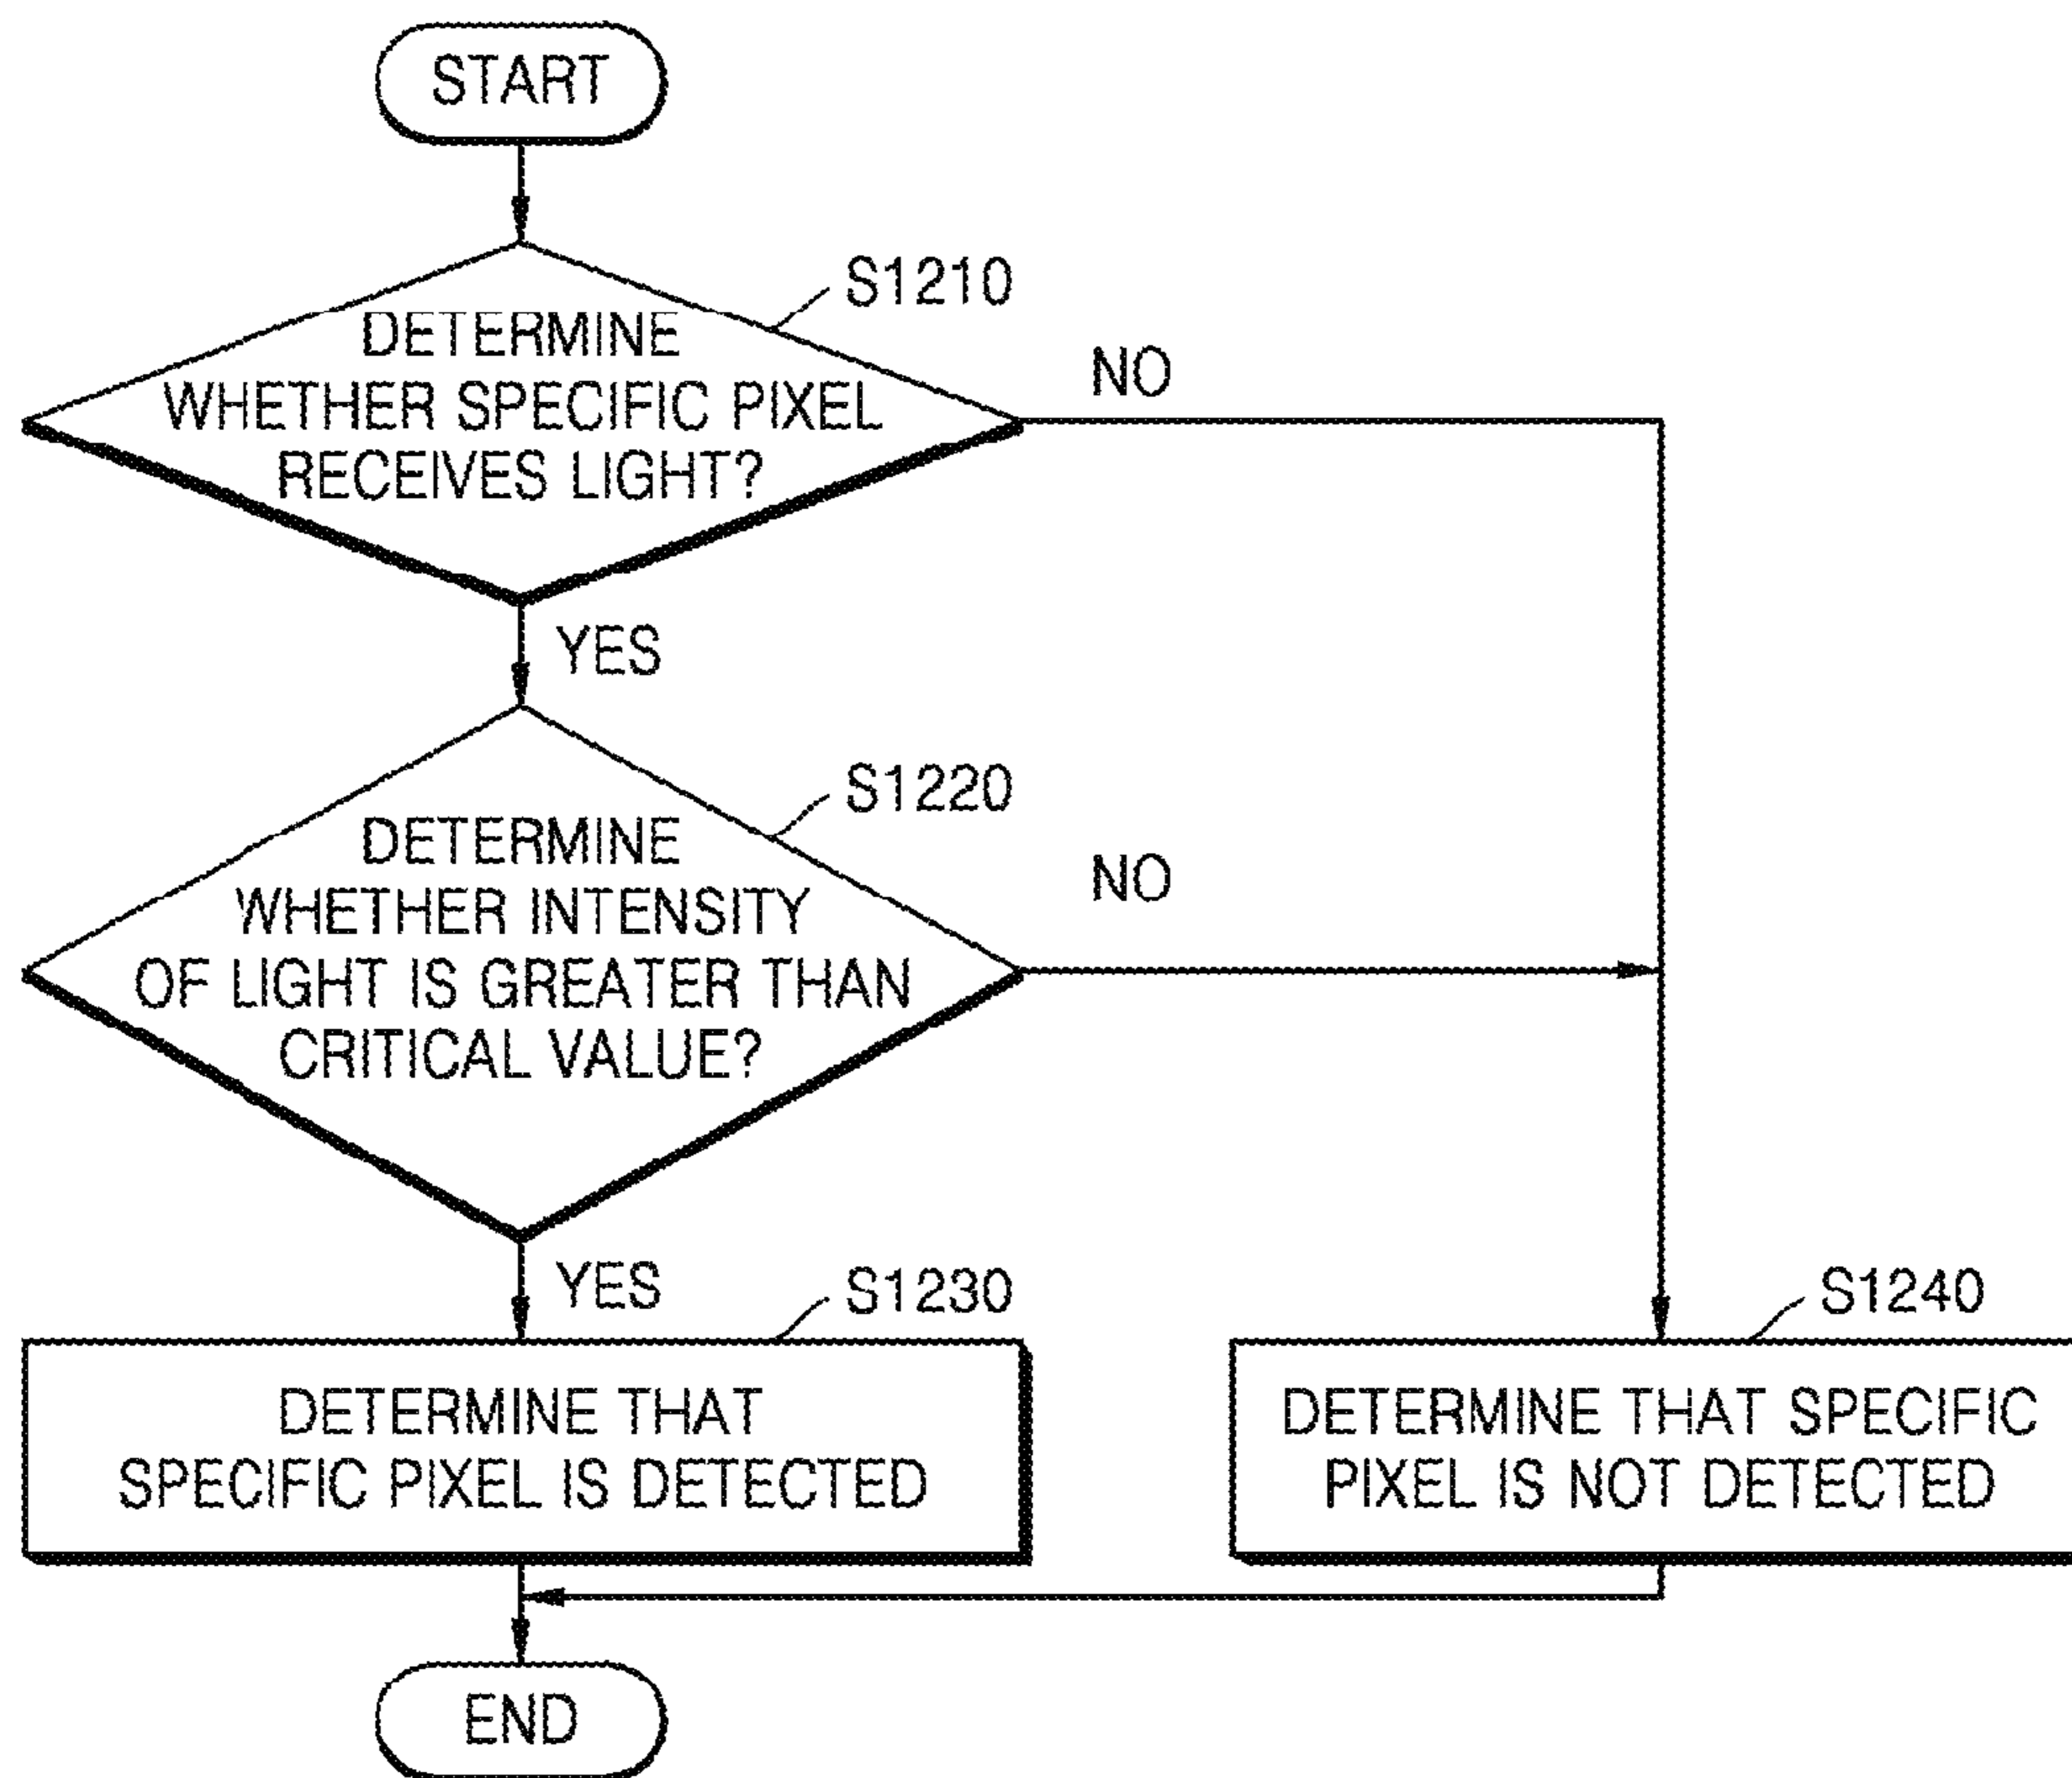 START
S1210
DETERMINE
WHETHER SPECIFIC PIXEL
RECEIVES LIGHT?
NO
YES
S1220
DETERMINE
WHETHER INTENSITY
OF LIGHT IS GREATER THAN
CRITICAL VALUE?
NO
YES
S1230
DETERMINE THAT
SPECIFIC PIXEL IS DETECTED
S1240
DETERMINE THAT SPECIFIC
PIXEL IS NOT DETECTED
END